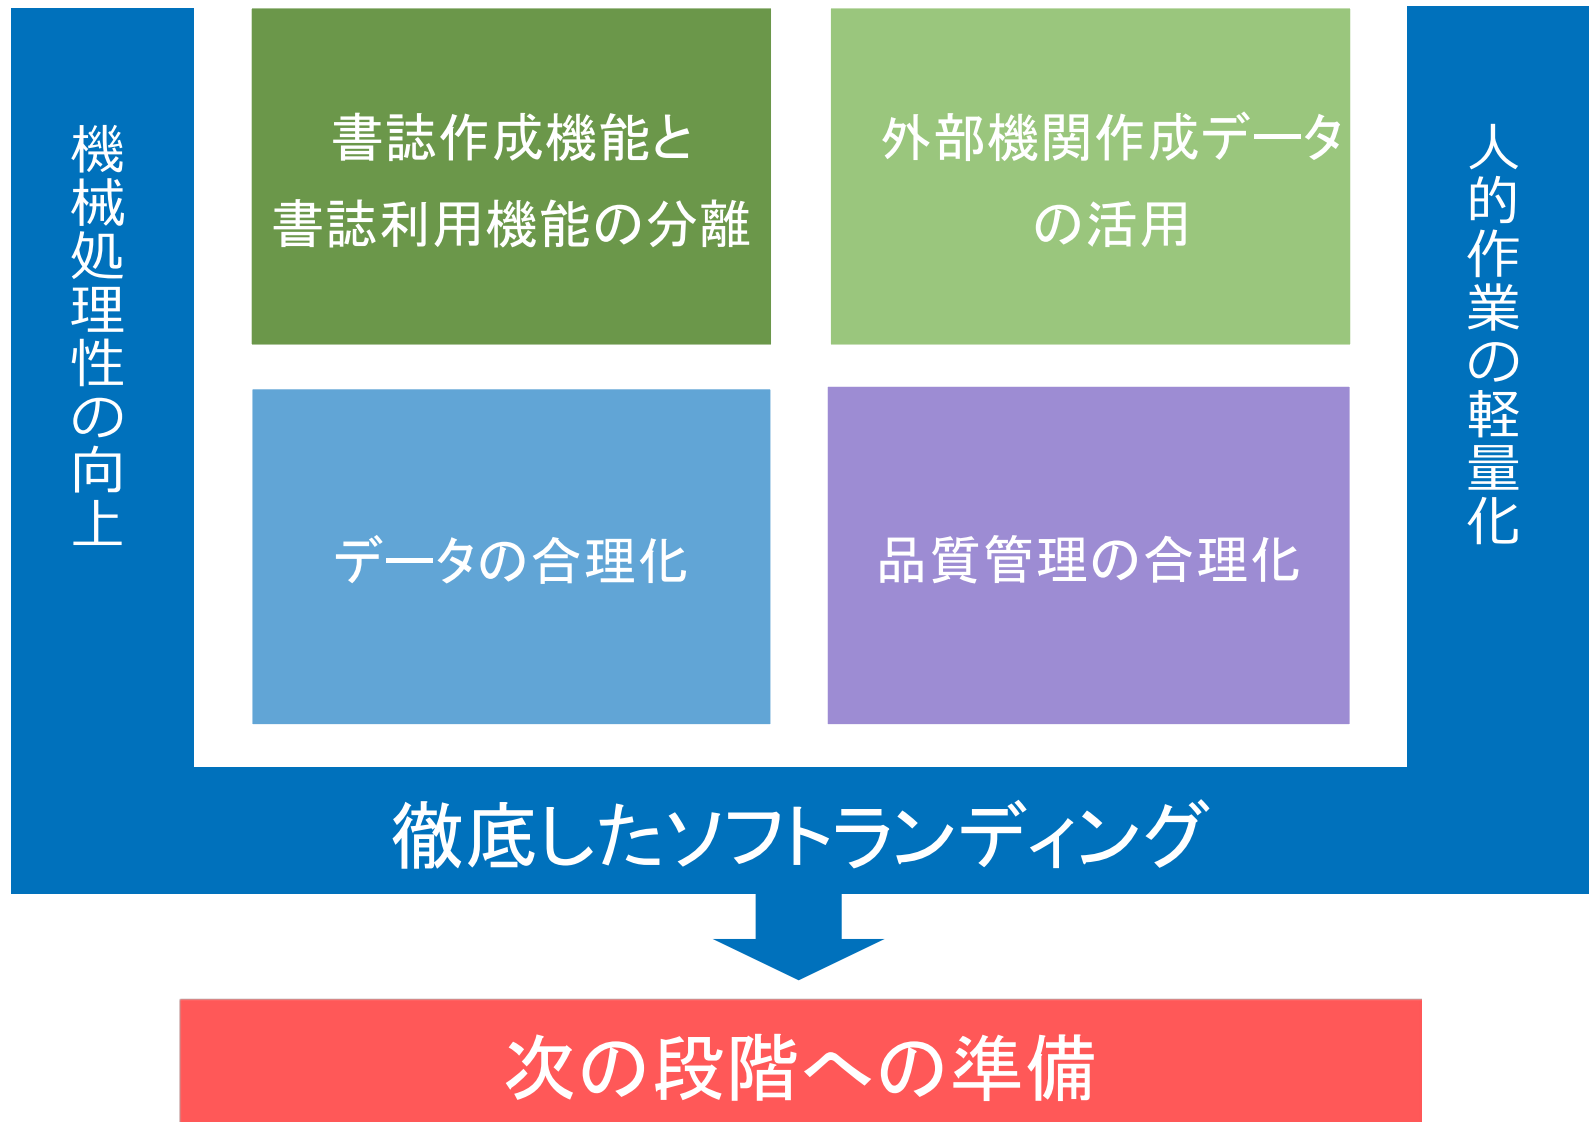 機械処理性の向上
書誌作成機能と
書誌利用機能の分離
外部機関作成データ
の活用
人的作業の軽量化
データの合理化
品質管理の合理化
徹底したソフトランディング
次の段階への準備